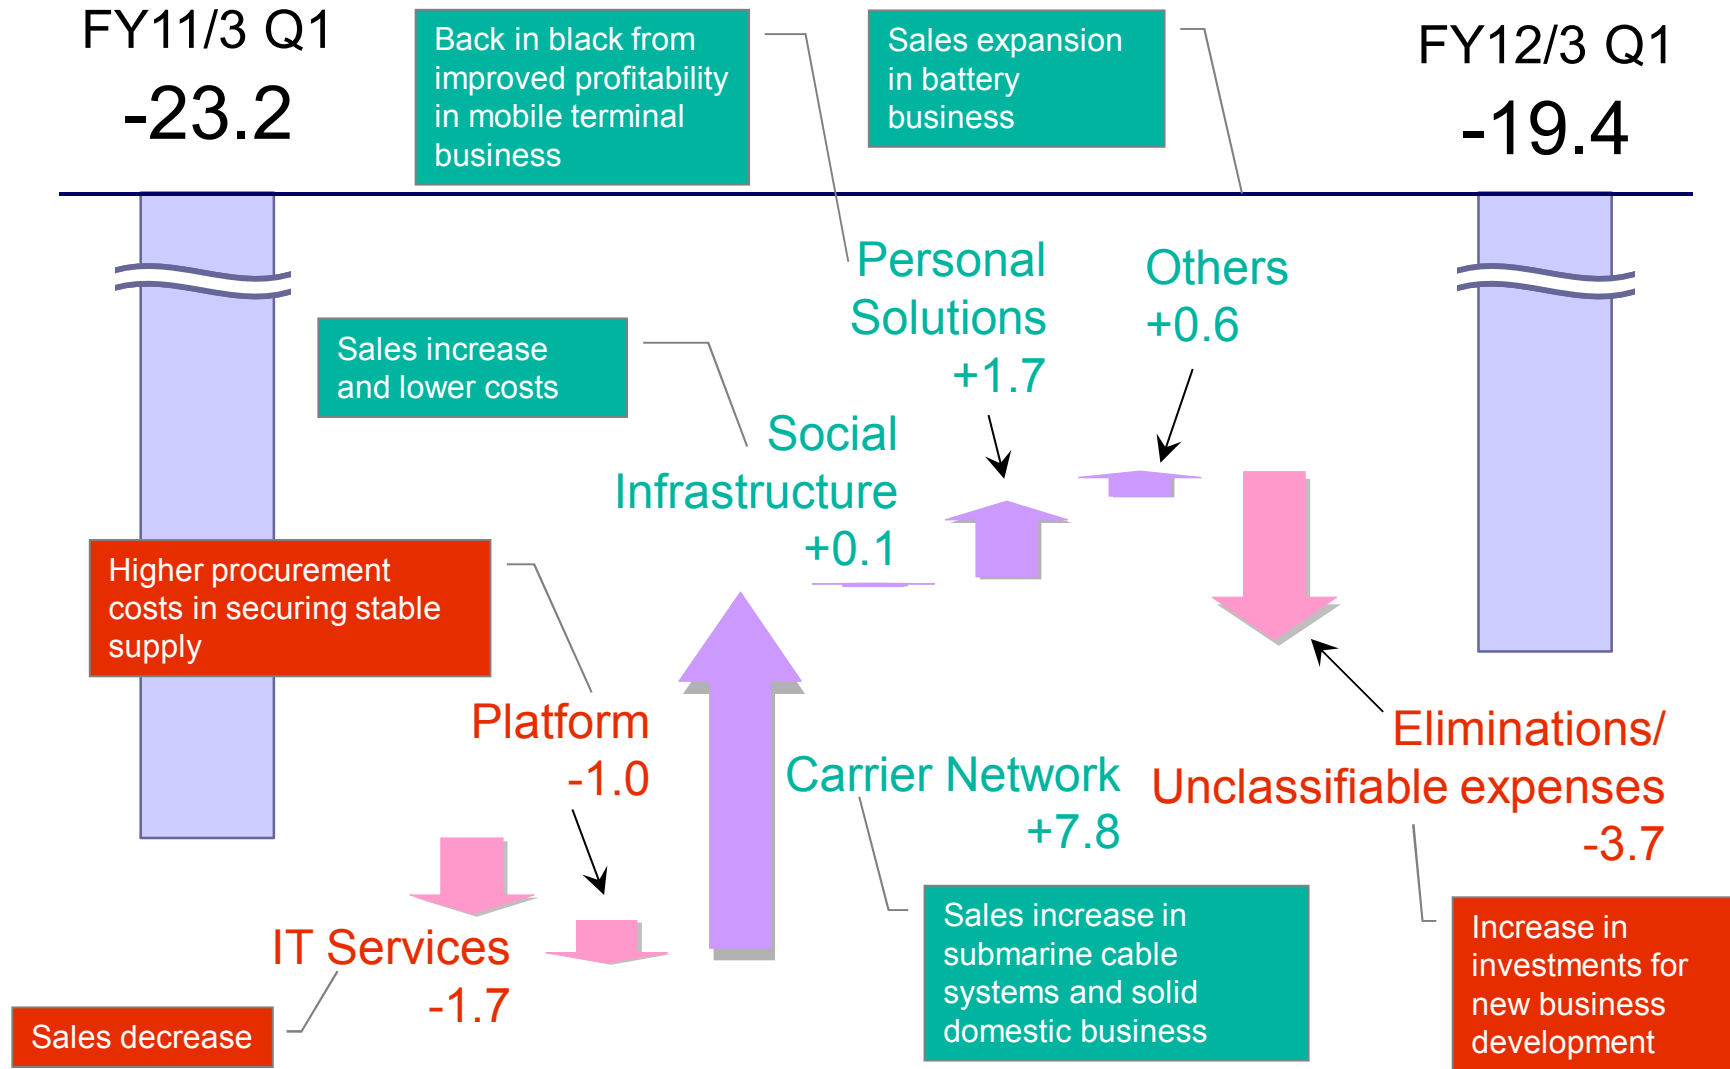 FY11/3 Q1
-23.2
Back in black from
improved profitability
in mobile terminal
business
Sales expansion
in battery
business
FY12/3 Q1
-19.4
Personal
Solutions
+1.7
Others
+0.6
Sales increase
and lower costs
Social
Infrastructure
+0.1
Higher procurement
costs in securing stable
supply
Platform
-1.0
Carrier Network
+7.8
Eliminations/
Unclassifiable expenses
-3.7
IT Services
-1.7
Sales decrease
Sales increase in
submarine cable
systems and solid
domestic business
Increase in
investments for
new business
development